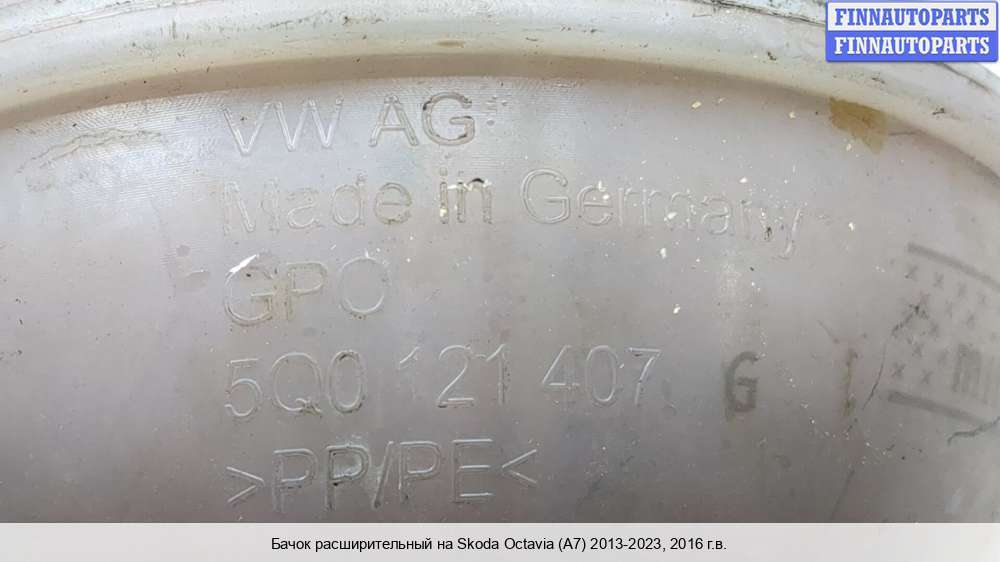 FINNAUTOPARTS
FINNAUTOPARTS
VW AG
Made in Germany
GPO
5Q0 121 407 G
>PP/PE<
Бачок расширительный на Skoda Octavia (A7) 2013-2023, 2016 г.в.